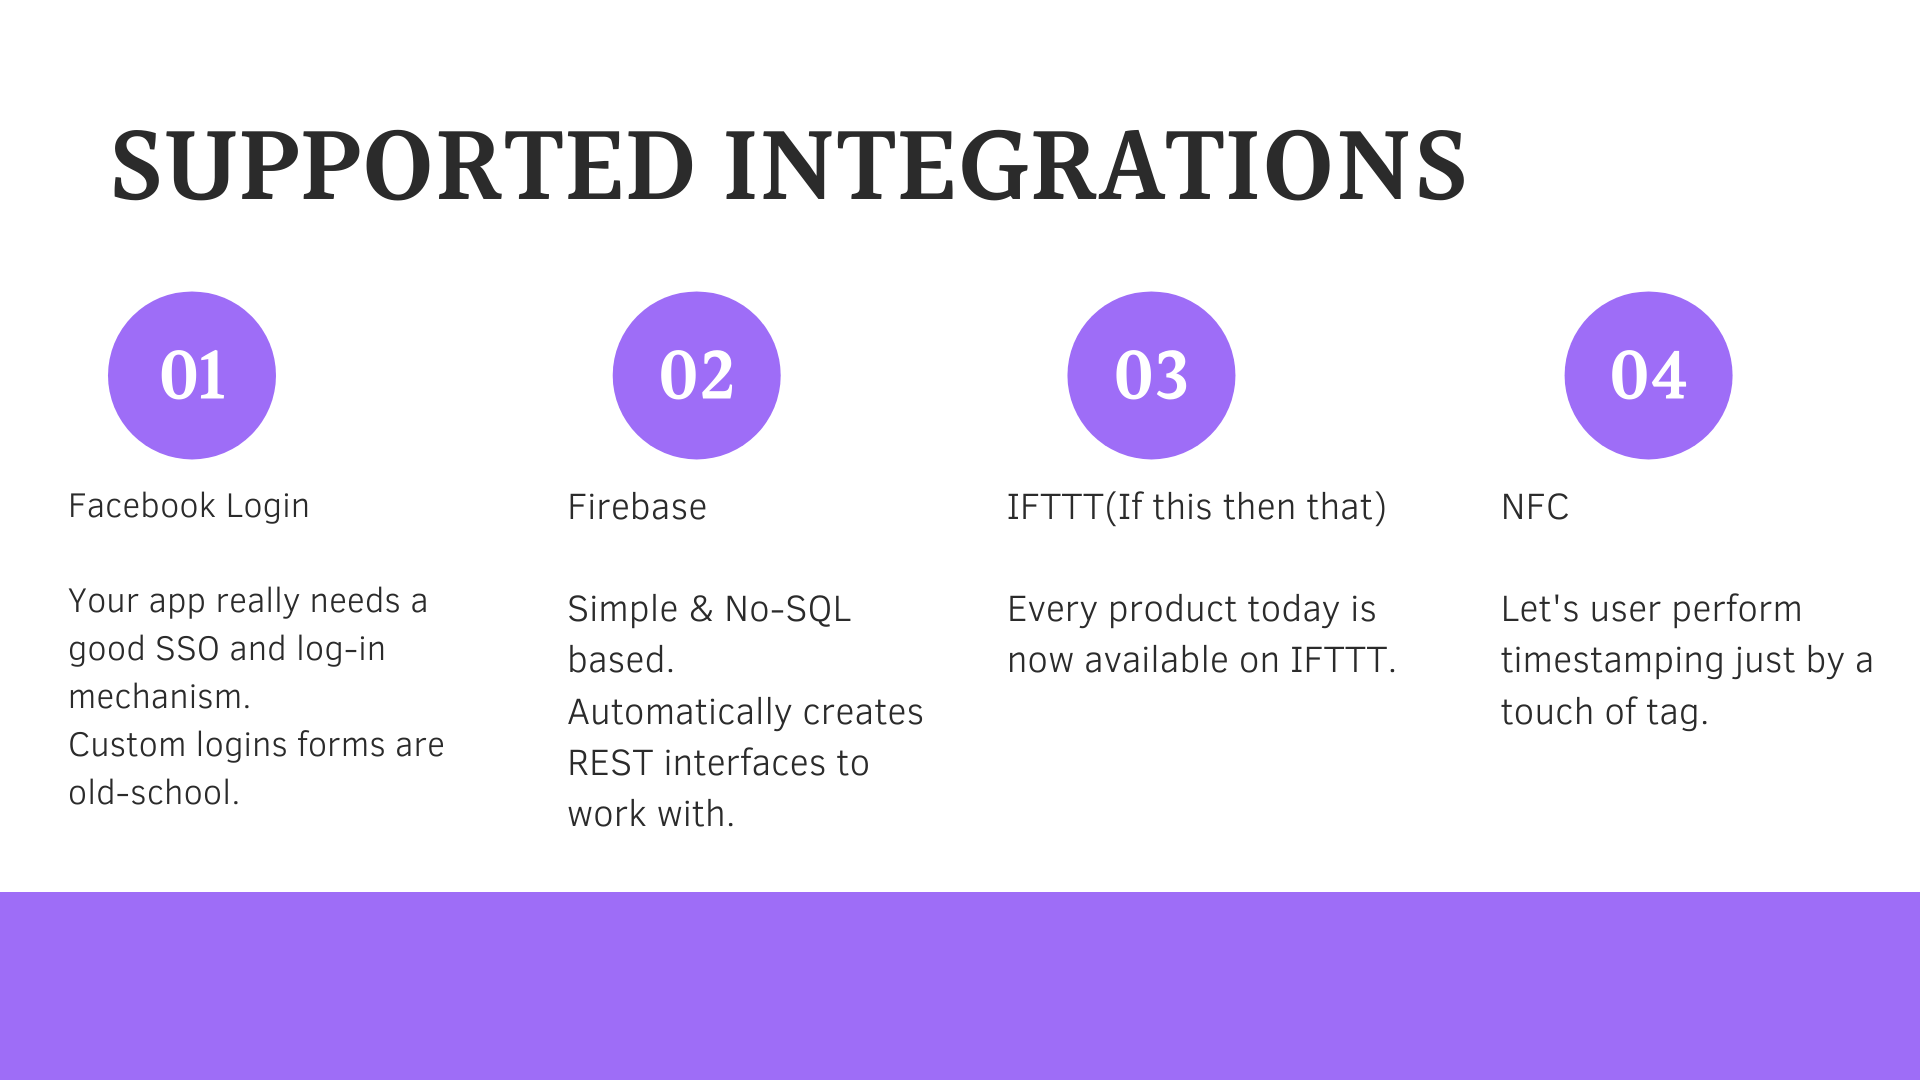 SUPPORTED INTEGRATIONS
01
Facebook Login
Your app really needs a
good SSO and log-in
mechanism.
Custom logins forms are
old-school.
02
Firebase
Simple & No-SQL
based.
Automatically creates
REST interfaces to
work with.
03
IFTTT(If this then that)
Every product today is
now available on IFTTT.
04
NFC
Let's user perform
timestamping just by a
touch of tag.